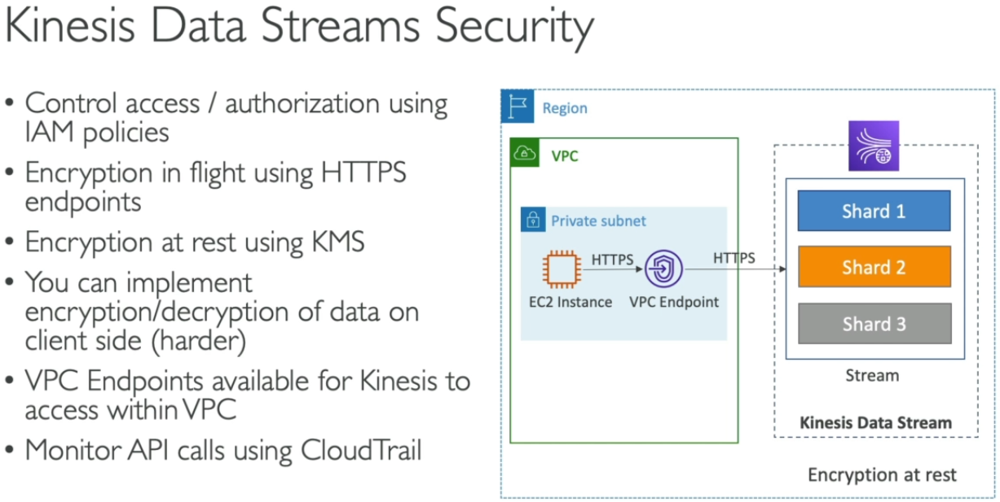 Kinesis Data Streams Security
• Control access / authorization using
IAM policies
• Encryption in flight using HTTPS
endpoints
• Encryption at rest using KMS
• You can implement
encryption/decryption of data on
client side (harder)
• VPC Endpoints available for Kinesis to
access within VPC
• Monitor API calls using CloudTrail
Region
VPC
Private subnet
HTTPS
HTTPS
EC2 Instance
VPC Endpoint
Shard 1
Shard 2
Shard 3
Stream
Kinesis Data Stream
Encryption at rest